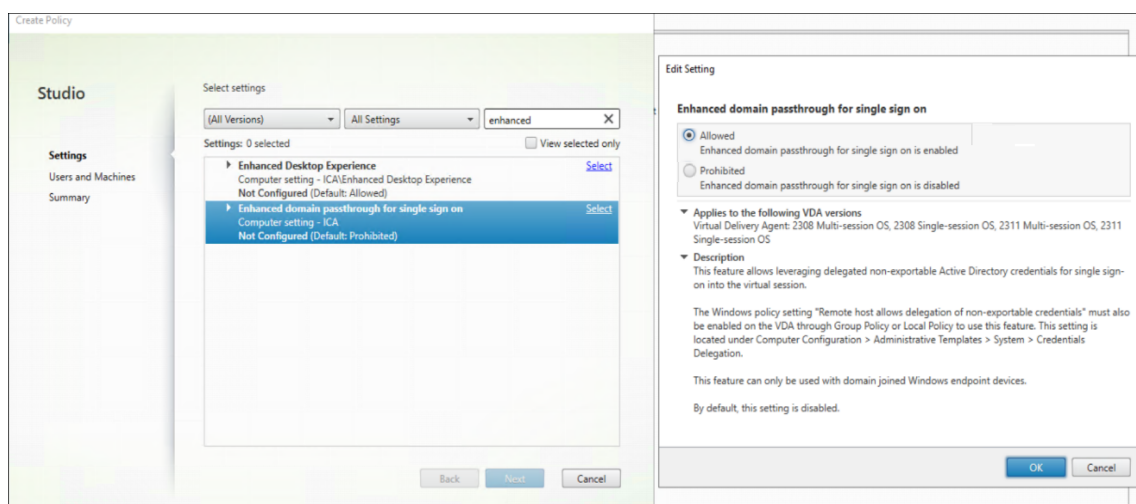 Create Policy
Studio
Settings
Users and Machines
Summary
Select settings
(All Versions)
All Settings
enhanced
Settings: 0 selected
View selected only
Enhanced Desktop Experience
Select
Computer setting - ICA\Enhanced Desktop Experience
Not Configured (Default: Allowed)
Enhanced domain passthrough for single sign on
Select
Computer setting - ICA
Not Configured (Default: Prohibited)
Back
Next
Cancel
Edit Setting
Enhanced domain passthrough for single sign on
Allowed
Enhanced domain passthrough for single sign on is enabled
Prohibited
Enhanced domain passthrough for single sign on is disabled
Applies to the following VDA versions
Virtual Delivery Agent: 2308 Multi-session OS, 2308 Single-session OS, 2311 Multi-session OS, 2311
Single-session OS
Description
This feature allows leveraging delegated non-exportable Active Directory credentials for single sign-
on into the virtual session.
The Windows policy setting "Remote host allows delegation of non-exportable credentials" must also
be enabled on the VDA through Group Policy or Local Policy to use this feature. This setting is
located under Computer Configuration > Administrative Templates > System > Credentials
Delegation.
This feature can only be used with domain joined Windows endpoint devices.
By default, this setting is disabled.
OK
Cancel